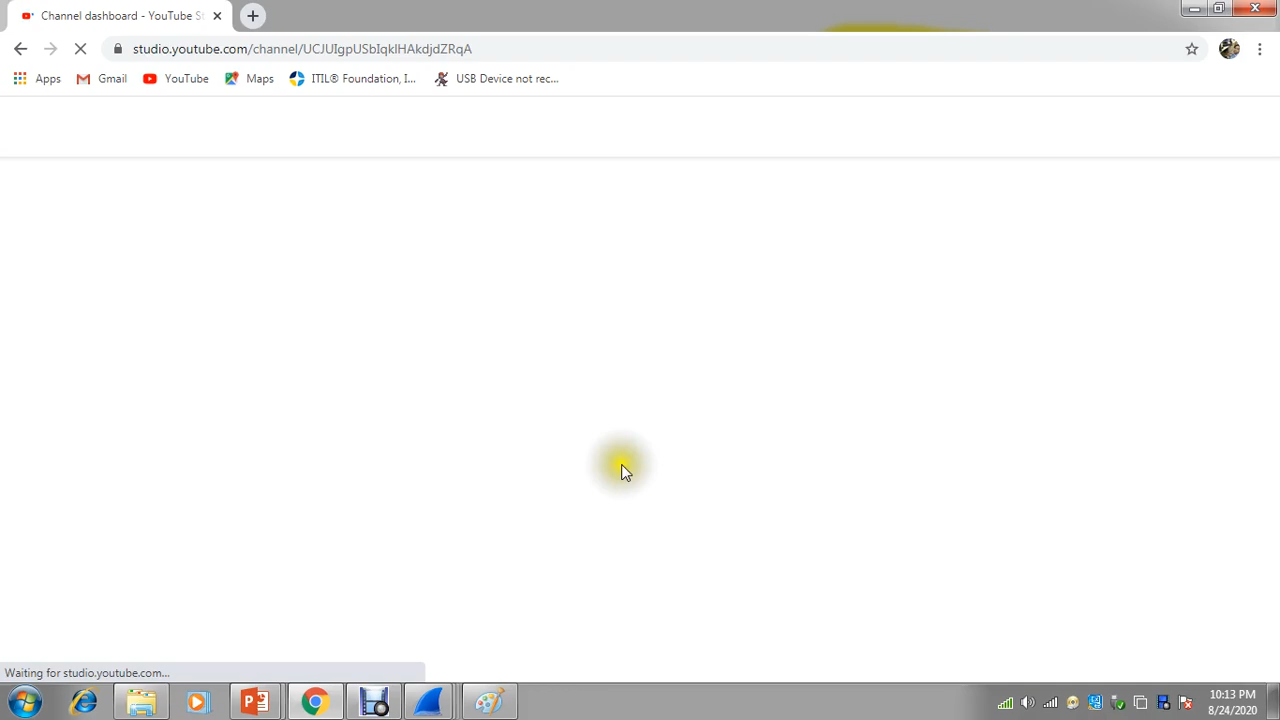 Channel dashboard - YouTube S
studio.youtube.com/channel/UCJUIgpUSbIqklHAkdjdZRqA
Apps Gmail YouTube Maps ITIL® Foundation, I... USB Device not rec...
Waiting for studio.youtube.com...
10:13 PM
8/24/2020